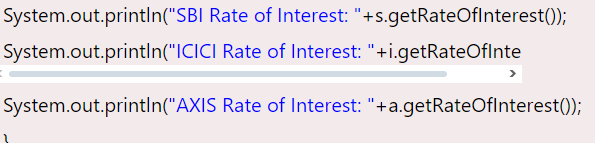 System.out.println("SBI Rate of Interest: "+s.getRateOfInterest());
System.out.println("ICICI Rate of Interest: "+i.getRateOfInte
System.out.println("AXIS Rate of Interest: "+a.getRateOfInterest());
}